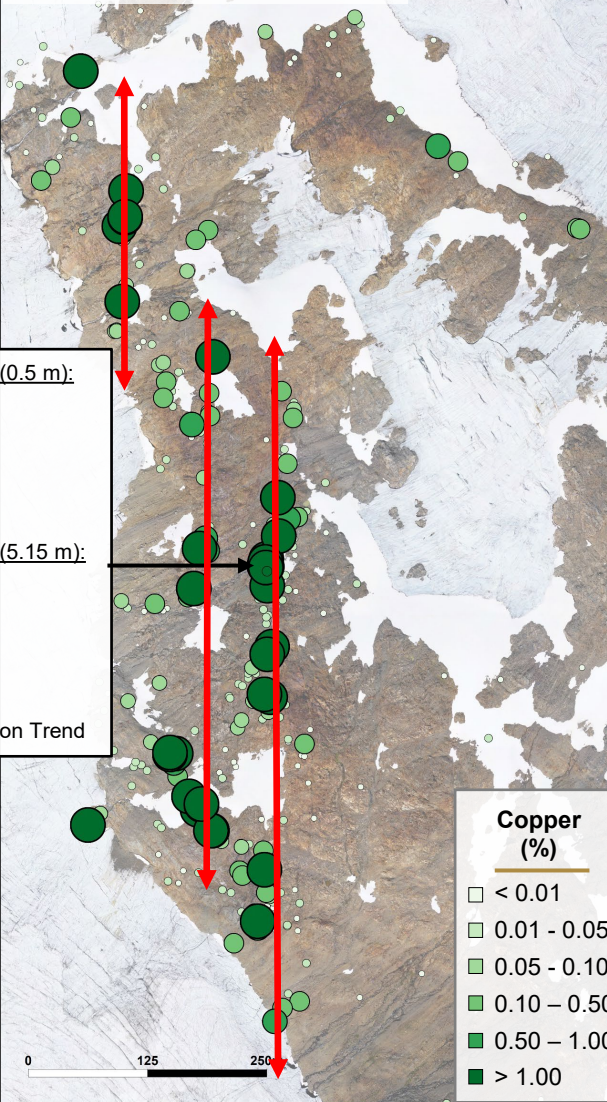 (0.5 m):
(5.15 m):
on Trend
Copper
(%)
< 0.01
0.01 - 0.05
0.05 - 0.10
0.10 – 0.50
0.50 – 1.00
> 1.00
0 125 250